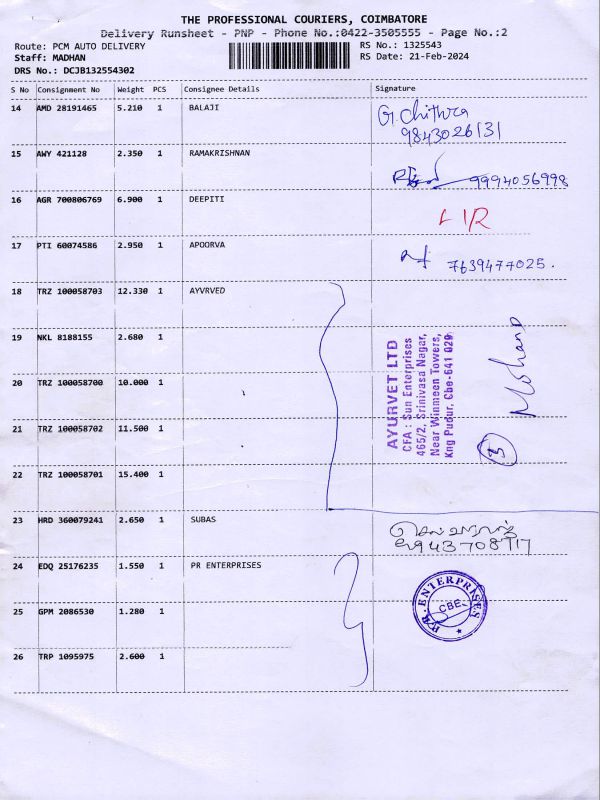 THE PROFESSIONAL COURIERS, COIMBATORE
Delivery Runsheet - PNP - Phone No.:0422-3505555 - Page No.:2
Route: PCM AUTO DELIVERY RS No.: 1325543
Staff: MADHAN RS Date: 21-Feb-2024
DRS No.: DCJB132554302
S No Consignment No Weight PCS Consignee Details Signature
14 AMD 28191465 5.210 1 BALAJI G. Chithra
9843026131
15 AWY 421128 2.350 1 RAMAKRISHNAN
9994056998
16 AGR 700806769 6.900 1 DEEPITI
17 PTI 60074586 2.950 1 APOORVA
7639477025.
18 TRZ 100058703 12.330 1 AYVRVED
19 NKL 8188155 2.680 1
20 TRZ 100058700 10.000 1
21 TRZ 100058702 11.500 1
22 TRZ 100058701 15.400 1
AYURVET LTD
CFA : Sun Enterprises
465/2, Srinivasa Nagar,
Near Winmeen Towers,
Kng Pudur, Cbe-641 029
Mohan
23 HRD 360079241 2.650 1 SUBAS
24 EDQ 25176235 1.550 1 PR ENTERPRISES
P.R. ENTERPRISES
CBE
25 GPM 2086530 1.280 1
26 TRP 1095975 2.600 1